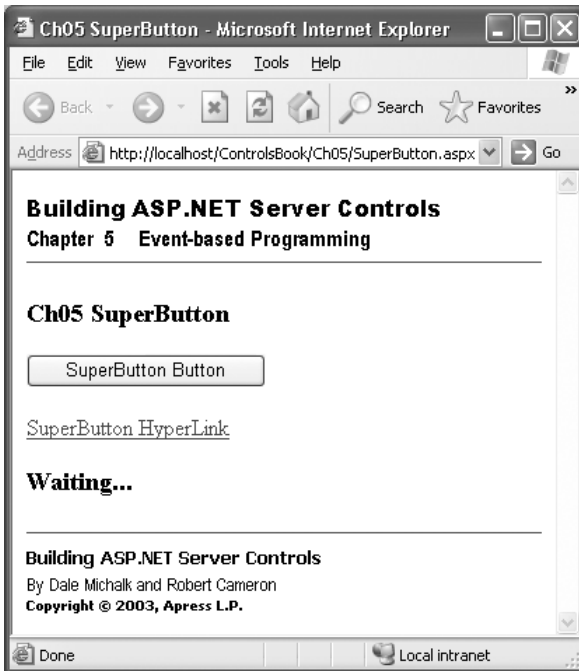 Ch05 SuperButton - Microsoft Internet Explorer
File Edit View Favorites Tools Help
Back Search Favorites »
Address http://localhost/ControlsBook/Ch05/SuperButton.aspx Go
Building ASP.NET Server Controls
Chapter 5 Event-based Programming
Ch05 SuperButton
SuperButton Button
SuperButton HyperLink
Waiting...
Building ASP.NET Server Controls
By Dale Michalk and Robert Cameron
Copyright © 2003, Apress L.P.
Done Local intranet